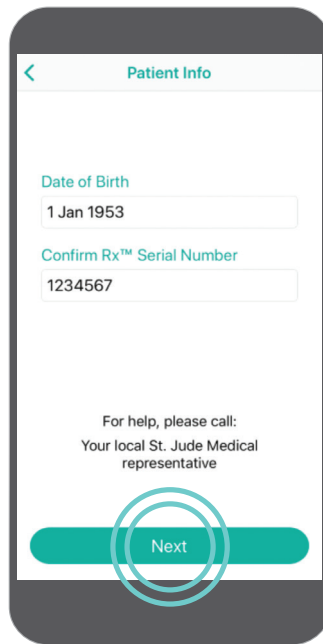 Patient Info
Date of Birth
1 Jan 1953
Confirm Rx™ Serial Number
1234567
For help, please call:
Your local St. Jude Medical
representative
Next